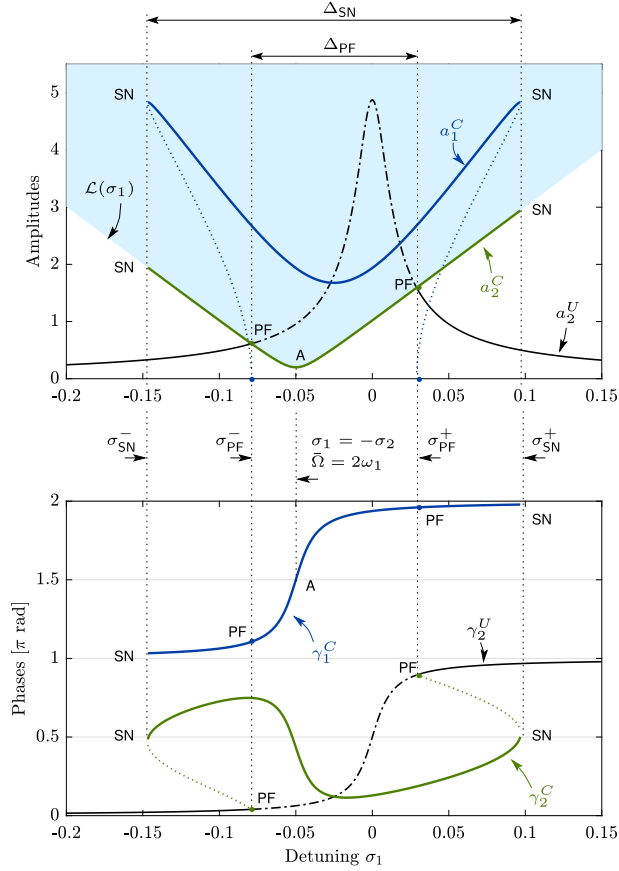 Δ_SN
Δ_PF
5
4
3
2
1
0
Amplitudes
SN
SN
a_1^C
ℒ(σ_1)
SN
SN
PF
PF
a_2^C
a_2^U
A
-0.2 -0.15 -0.1 -0.05 0 0.05 0.1 0.15
σ_SN^- σ_PF^- σ_1 = −σ_2 σ_PF^+ σ_SN^+
Ω̄ = 2ω_1
2
1.5
1
0.5
0
Phases [π rad]
PF
SN
A
PF
γ_1^C
γ_2^U
SN
PF
SN
SN
PF
γ_2^C
-0.2 -0.15 -0.1 -0.05 0 0.05 0.1 0.15
Detuning σ_1